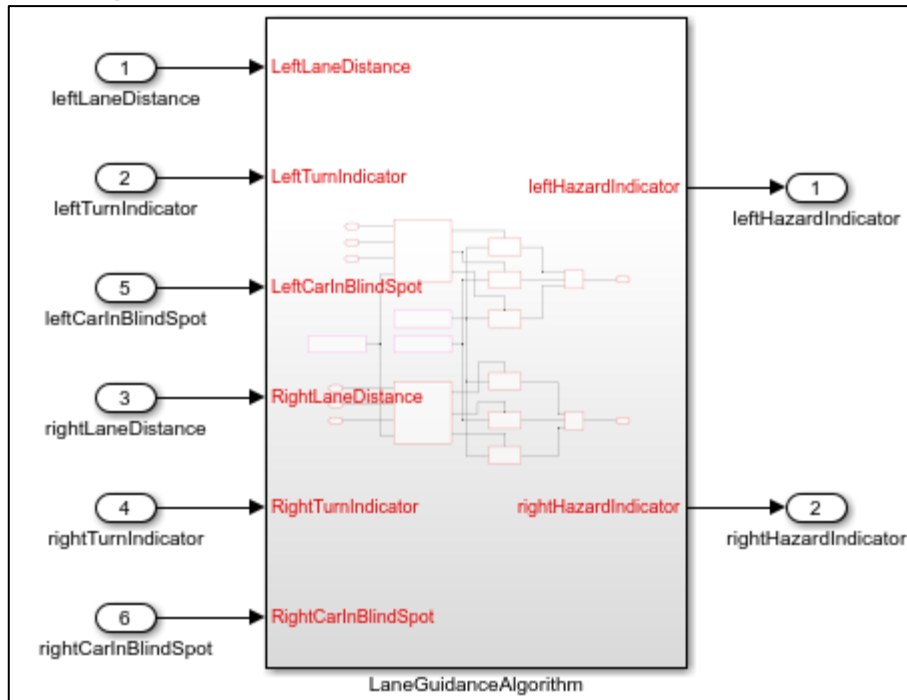 1
leftLaneDistance
LeftLaneDistance
2
leftTurnIndicator
LeftTurnIndicator
leftHazardIndicator
1
leftHazardIndicator
5
leftCarInBlindSpot
LeftCarInBlindSpot
3
rightLaneDistance
RightLaneDistance
4
rightTurnIndicator
RightTurnIndicator
rightHazardIndicator
2
rightHazardIndicator
6
rightCarInBlindSpot
RightCarInBlindSpot
LaneGuidanceAlgorithm